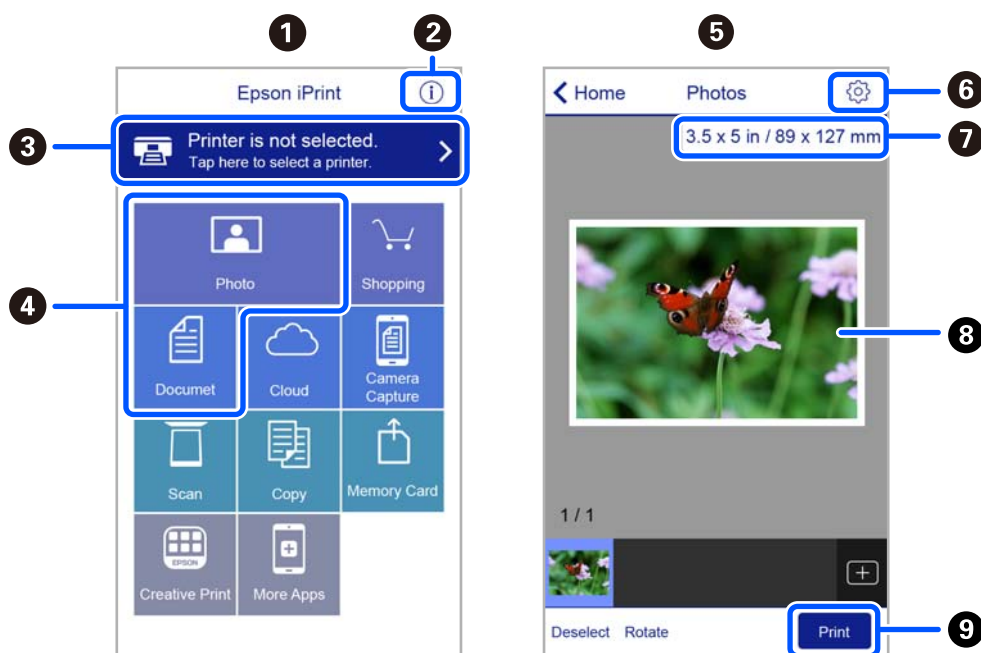 1
2
Epson iPrint
3
Printer is not selected.
Tap here to select a printer.
4
Photo
Shopping
Documet
Cloud
Camera
Capture
Scan
Copy
Memory Card
EPSON
Creative Print
More Apps
5
Home
Photos
6
3.5 x 5 in / 89 x 127 mm
7
8
1 / 1
Deselect
Rotate
Print
9